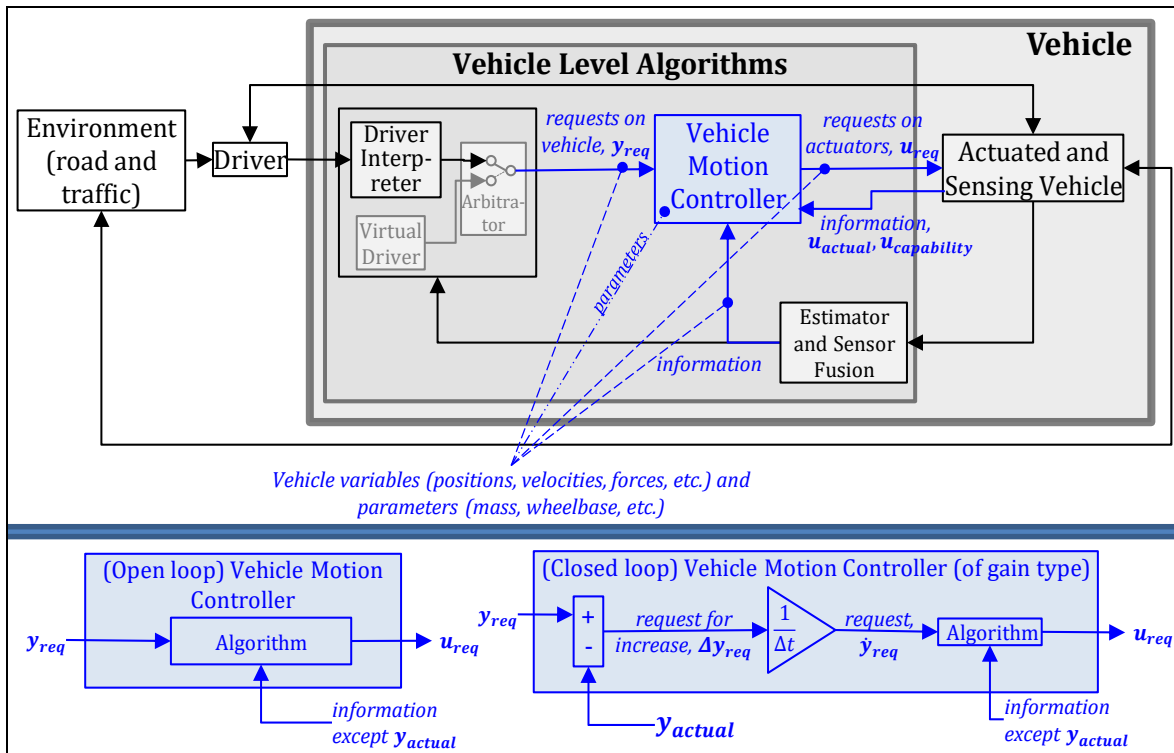 Vehicle
Vehicle Level Algorithms
Environment
(road and
traffic)
Driver
Driver
Interp-
reter
Virtual
Driver
Arbitra-
tor
requests on
vehicle, y_req
Vehicle
Motion
Controller
requests on
actuators, u_req
Actuated and
Sensing Vehicle
information,
u_actual, u_capability
parameters
information
Estimator
and Sensor
Fusion
Vehicle variables (positions, velocities, forces, etc.) and
parameters (mass, wheelbase, etc.)
(Open loop) Vehicle Motion
Controller
y_req
Algorithm
u_req
information
except y_actual
(Closed loop) Vehicle Motion Controller (of gain type)
y_req
+
-
request for
increase, Δy_req
1
Δt
request,
ẏ_req
Algorithm
u_req
y_actual
information
except y_actual